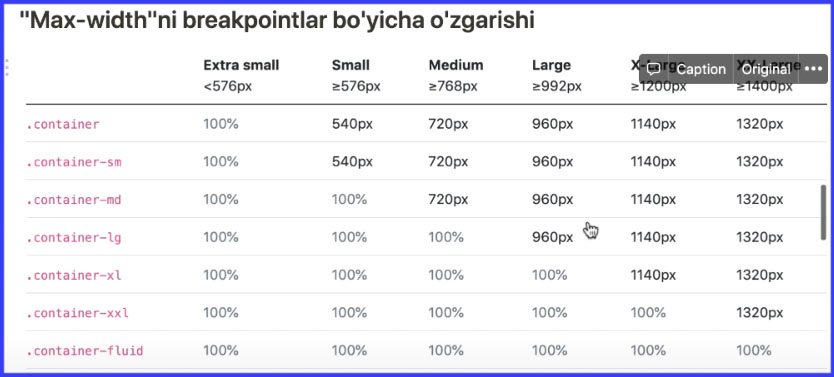 "Max-width"ni breakpointlar bo'yicha o'zgarishi
Extra small Small Medium Large
Caption Original
<576px ≥576px ≥768px ≥992px ≥1200px ≥1400px
.container 100% 540px 720px 960px 1140px 1320px
.container-sm 100% 540px 720px 960px 1140px 1320px
.container-md 100% 100% 720px 960px 1140px 1320px
.container-lg 100% 100% 100% 960px 1140px 1320px
.container-xl 100% 100% 100% 100% 1140px 1320px
.container-xxl 100% 100% 100% 100% 100% 1320px
.container-fluid 100% 100% 100% 100% 100% 100%